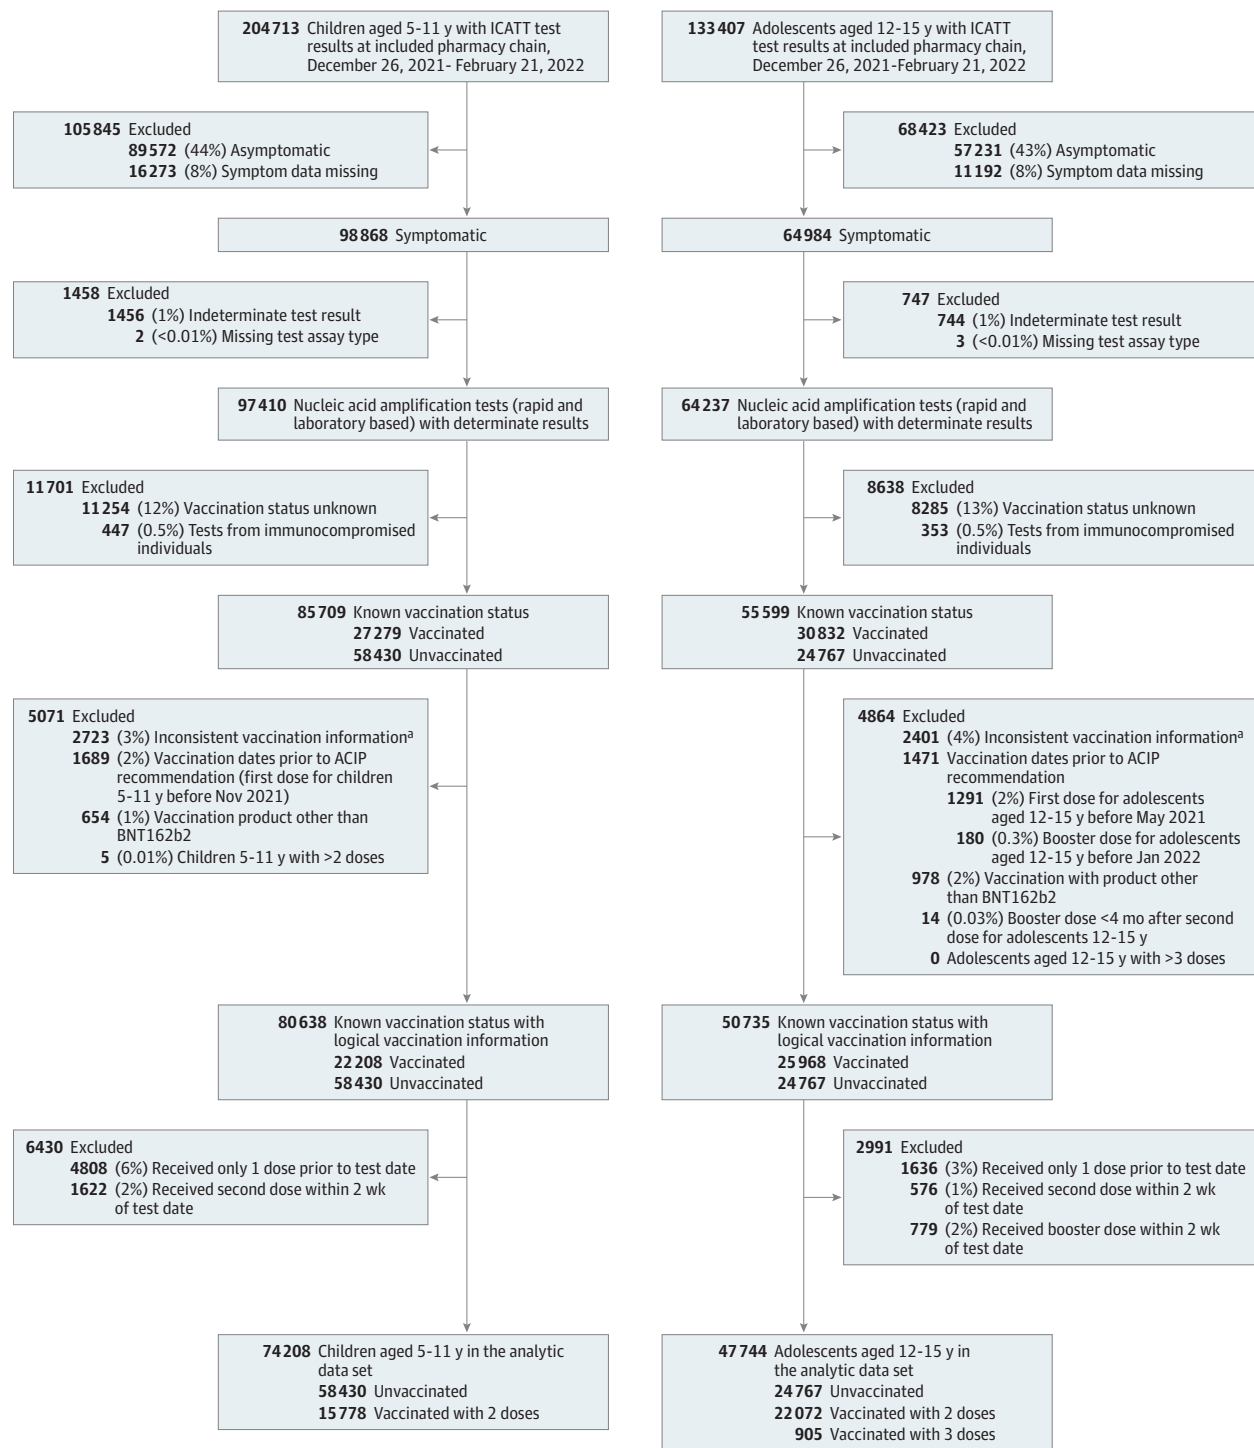 204713 Children aged 5-11 y with ICATT test
results at included pharmacy chain,
December 26, 2021- February 21, 2022
105845 Excluded
89572 (44%) Asymptomatic
16273 (8%) Symptom data missing
98868 Symptomatic
1458 Excluded
1456 (1%) Indeterminate test result
2 (<0.01%) Missing test assay type
97410 Nucleic acid amplification tests (rapid and
laboratory based) with determinate results
11701 Excluded
11254 (12%) Vaccination status unknown
447 (0.5%) Tests from immunocompromised
individuals
85709 Known vaccination status
27279 Vaccinated
58430 Unvaccinated
5071 Excluded
2723 (3%) Inconsistent vaccination informationᵃ
1689 (2%) Vaccination dates prior to ACIP
recommendation (first dose for children
5-11 y before Nov 2021)
654 (1%) Vaccination product other than
BNT162b2
5 (0.01%) Children 5-11 y with >2 doses
80638 Known vaccination status with
logical vaccination information
22208 Vaccinated
58430 Unvaccinated
6430 Excluded
4808 (6%) Received only 1 dose prior to test date
1622 (2%) Received second dose within 2 wk
of test date
74208 Children aged 5-11 y in the analytic
data set
58430 Unvaccinated
15778 Vaccinated with 2 doses
133407 Adolescents aged 12-15 y with ICATT
test results at included pharmacy chain,
December 26, 2021-February 21, 2022
68423 Excluded
57231 (43%) Asymptomatic
11192 (8%) Symptom data missing
64984 Symptomatic
747 Excluded
744 (1%) Indeterminate test result
3 (<0.01%) Missing test assay type
64237 Nucleic acid amplification tests (rapid and
laboratory based) with determinate results
8638 Excluded
8285 (13%) Vaccination status unknown
353 (0.5%) Tests from immunocompromised
individuals
55599 Known vaccination status
30832 Vaccinated
24767 Unvaccinated
4864 Excluded
2401 (4%) Inconsistent vaccination informationᵃ
1471 Vaccination dates prior to ACIP
recommendation
1291 (2%) First dose for adolescents
aged 12-15 y before May 2021
180 (0.3%) Booster dose for adolescents
aged 12-15 y before Jan 2022
978 (2%) Vaccination with product other
than BNT162b2
14 (0.03%) Booster dose <4 mo after second
dose for adolescents 12-15 y
0 Adolescents aged 12-15 y with >3 doses
50735 Known vaccination status with
logical vaccination information
25968 Vaccinated
24767 Unvaccinated
2991 Excluded
1636 (3%) Received only 1 dose prior to test date
576 (1%) Received second dose within 2 wk
of test date
779 (2%) Received booster dose within 2 wk
of test date
47744 Adolescents aged 12-15 y in
the analytic data set
24767 Unvaccinated
22072 Vaccinated with 2 doses
905 Vaccinated with 3 doses